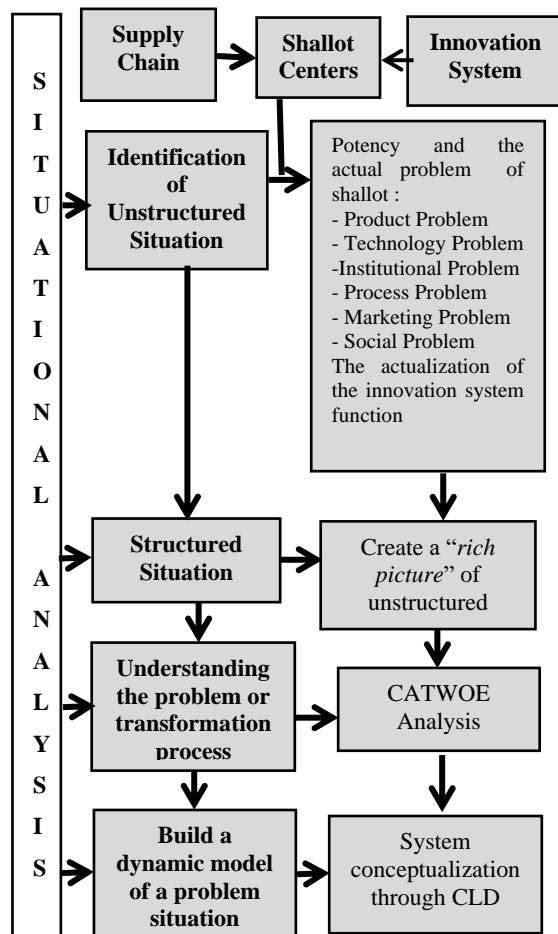 Supply
Chain
Shallot
Centers
Innovation
System
S
I
T
U
A
T
I
O
N
A
L
A
N
A
L
Y
S
I
S
Identification
of
Unstructured
Situation
Potency and the
actual problem of
shallot :
- Product Problem
- Technology Problem
-Institutional Problem
- Process Problem
- Marketing Problem
- Social Problem
The actualization of
the innovation system
function
Structured
Situation
Create a “rich
picture” of
unstructured
Understanding
the problem or
transformation
process
CATWOE
Analysis
Build a
dynamic model
of a problem
situation
System
conceptualization
through CLD